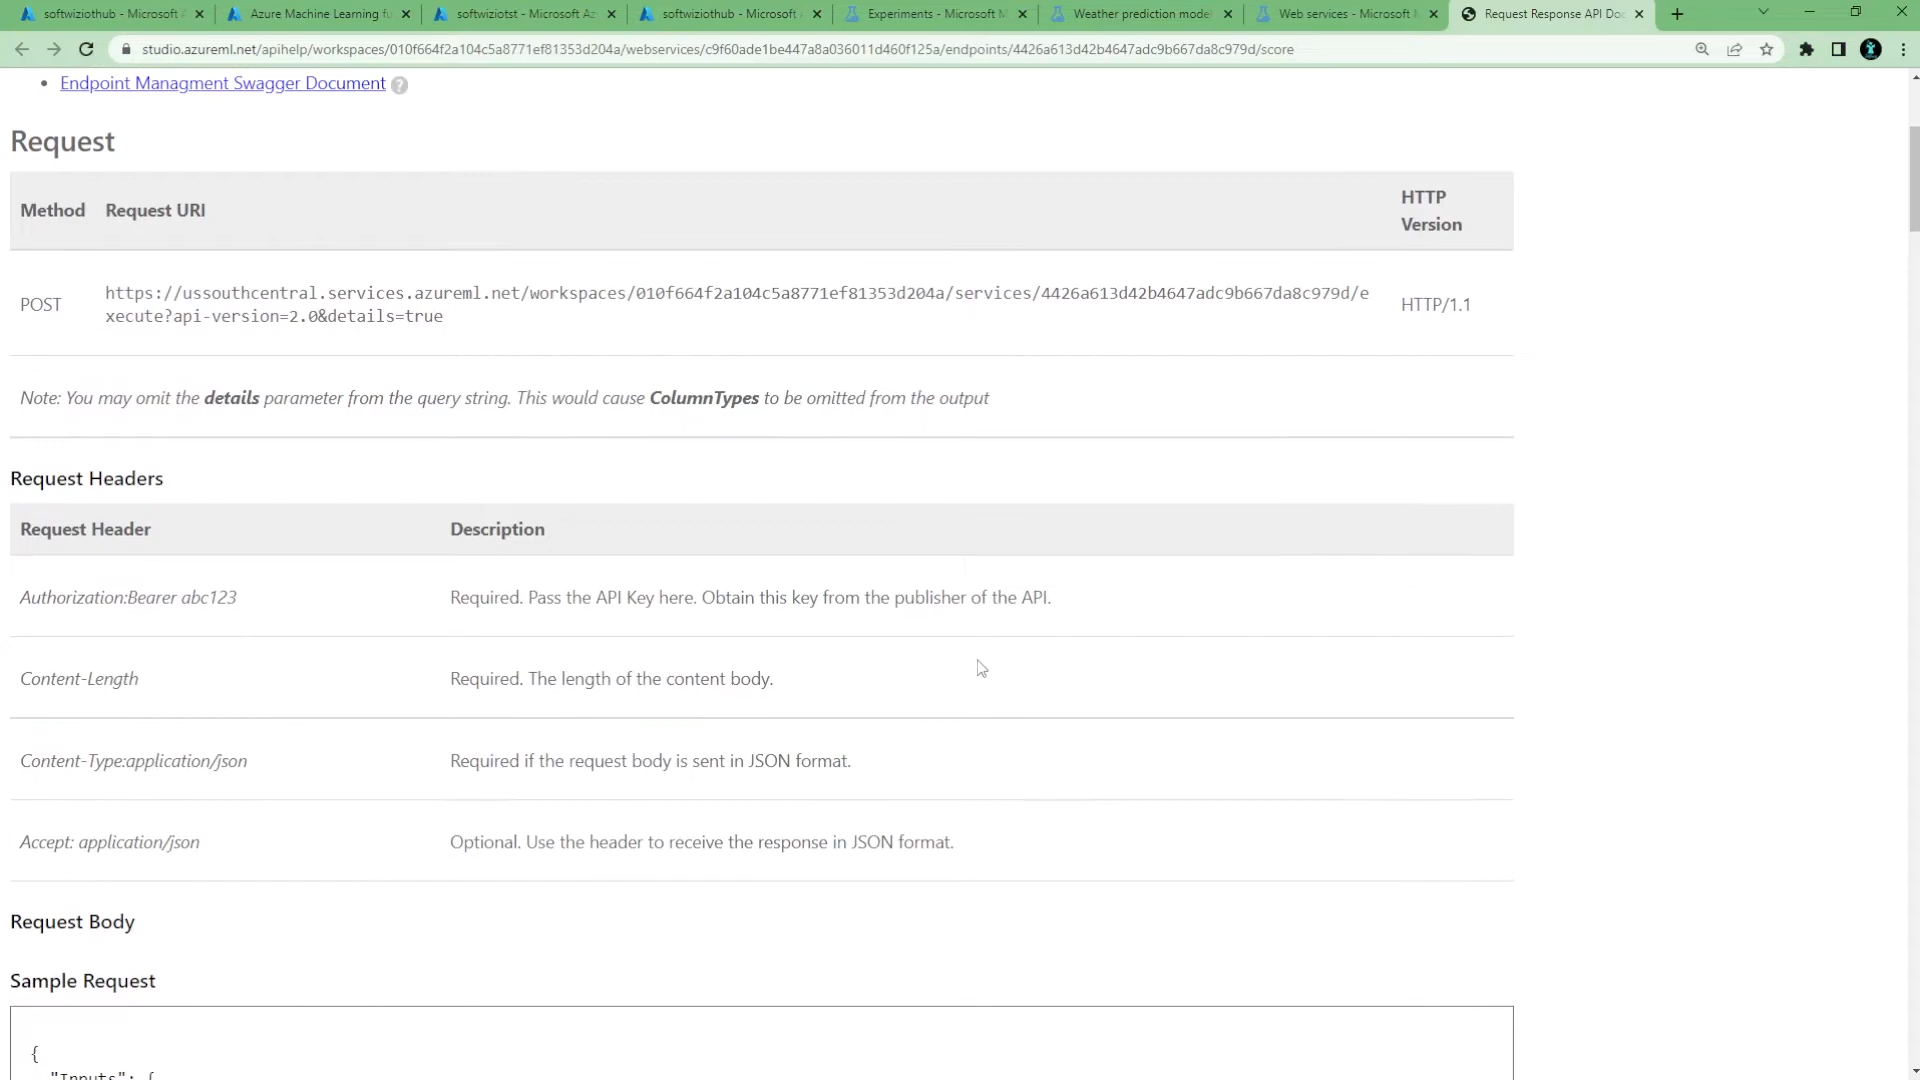 softwiziothub - Microsoft A
Azure Machine Learning fu
softwiziotst - Microsoft Az
softwiziothub - Microsoft
Experiments - Microsoft M
Weather prediction model
Web services - Microsoft M
Request Response API Doc
studio.azureml.net/apihelp/workspaces/010f664f2a104c5a8771ef81353d204a/webservices/c9f60ade1be447a8a036011d460f125a/endpoints/4426a613d42b4647adc9b667da8c979d/score
• Endpoint Managment Swagger Document ?
Request
Method Request URI HTTP
Version
POST https://ussouthcentral.services.azureml.net/workspaces/010f664f2a104c5a8771ef81353d204a/services/4426a613d42b4647adc9b667da8c979d/e HTTP/1.1
xecute?api-version=2.0&details=true
Note: You may omit the details parameter from the query string. This would cause ColumnTypes to be omitted from the output
Request Headers
Request Header Description
Authorization:Bearer abc123 Required. Pass the API Key here. Obtain this key from the publisher of the API.
Content-Length Required. The length of the content body.
Content-Type:application/json Required if the request body is sent in JSON format.
Accept: application/json Optional. Use the header to receive the response in JSON format.
Request Body
Sample Request
{
"Inputs": {